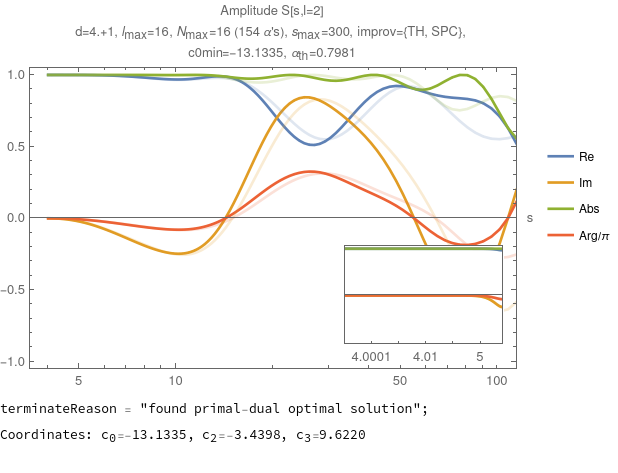 Amplitude S[s,l=2]
d=4.+1, lmax=16, Nmax=16 (154 α's), smax=300, improv={TH, SPC},
c0min=-13.1335, αth=0.7981
1.0
0.5
0.0
-0.5
-1.0
s
Re
Im
Abs
Arg/π
4.0001 4.01 5
5 10 50 100
terminateReason = "found primal-dual optimal solution";
Coordinates: c0=-13.1335, c2=-3.4398, c3=9.6220